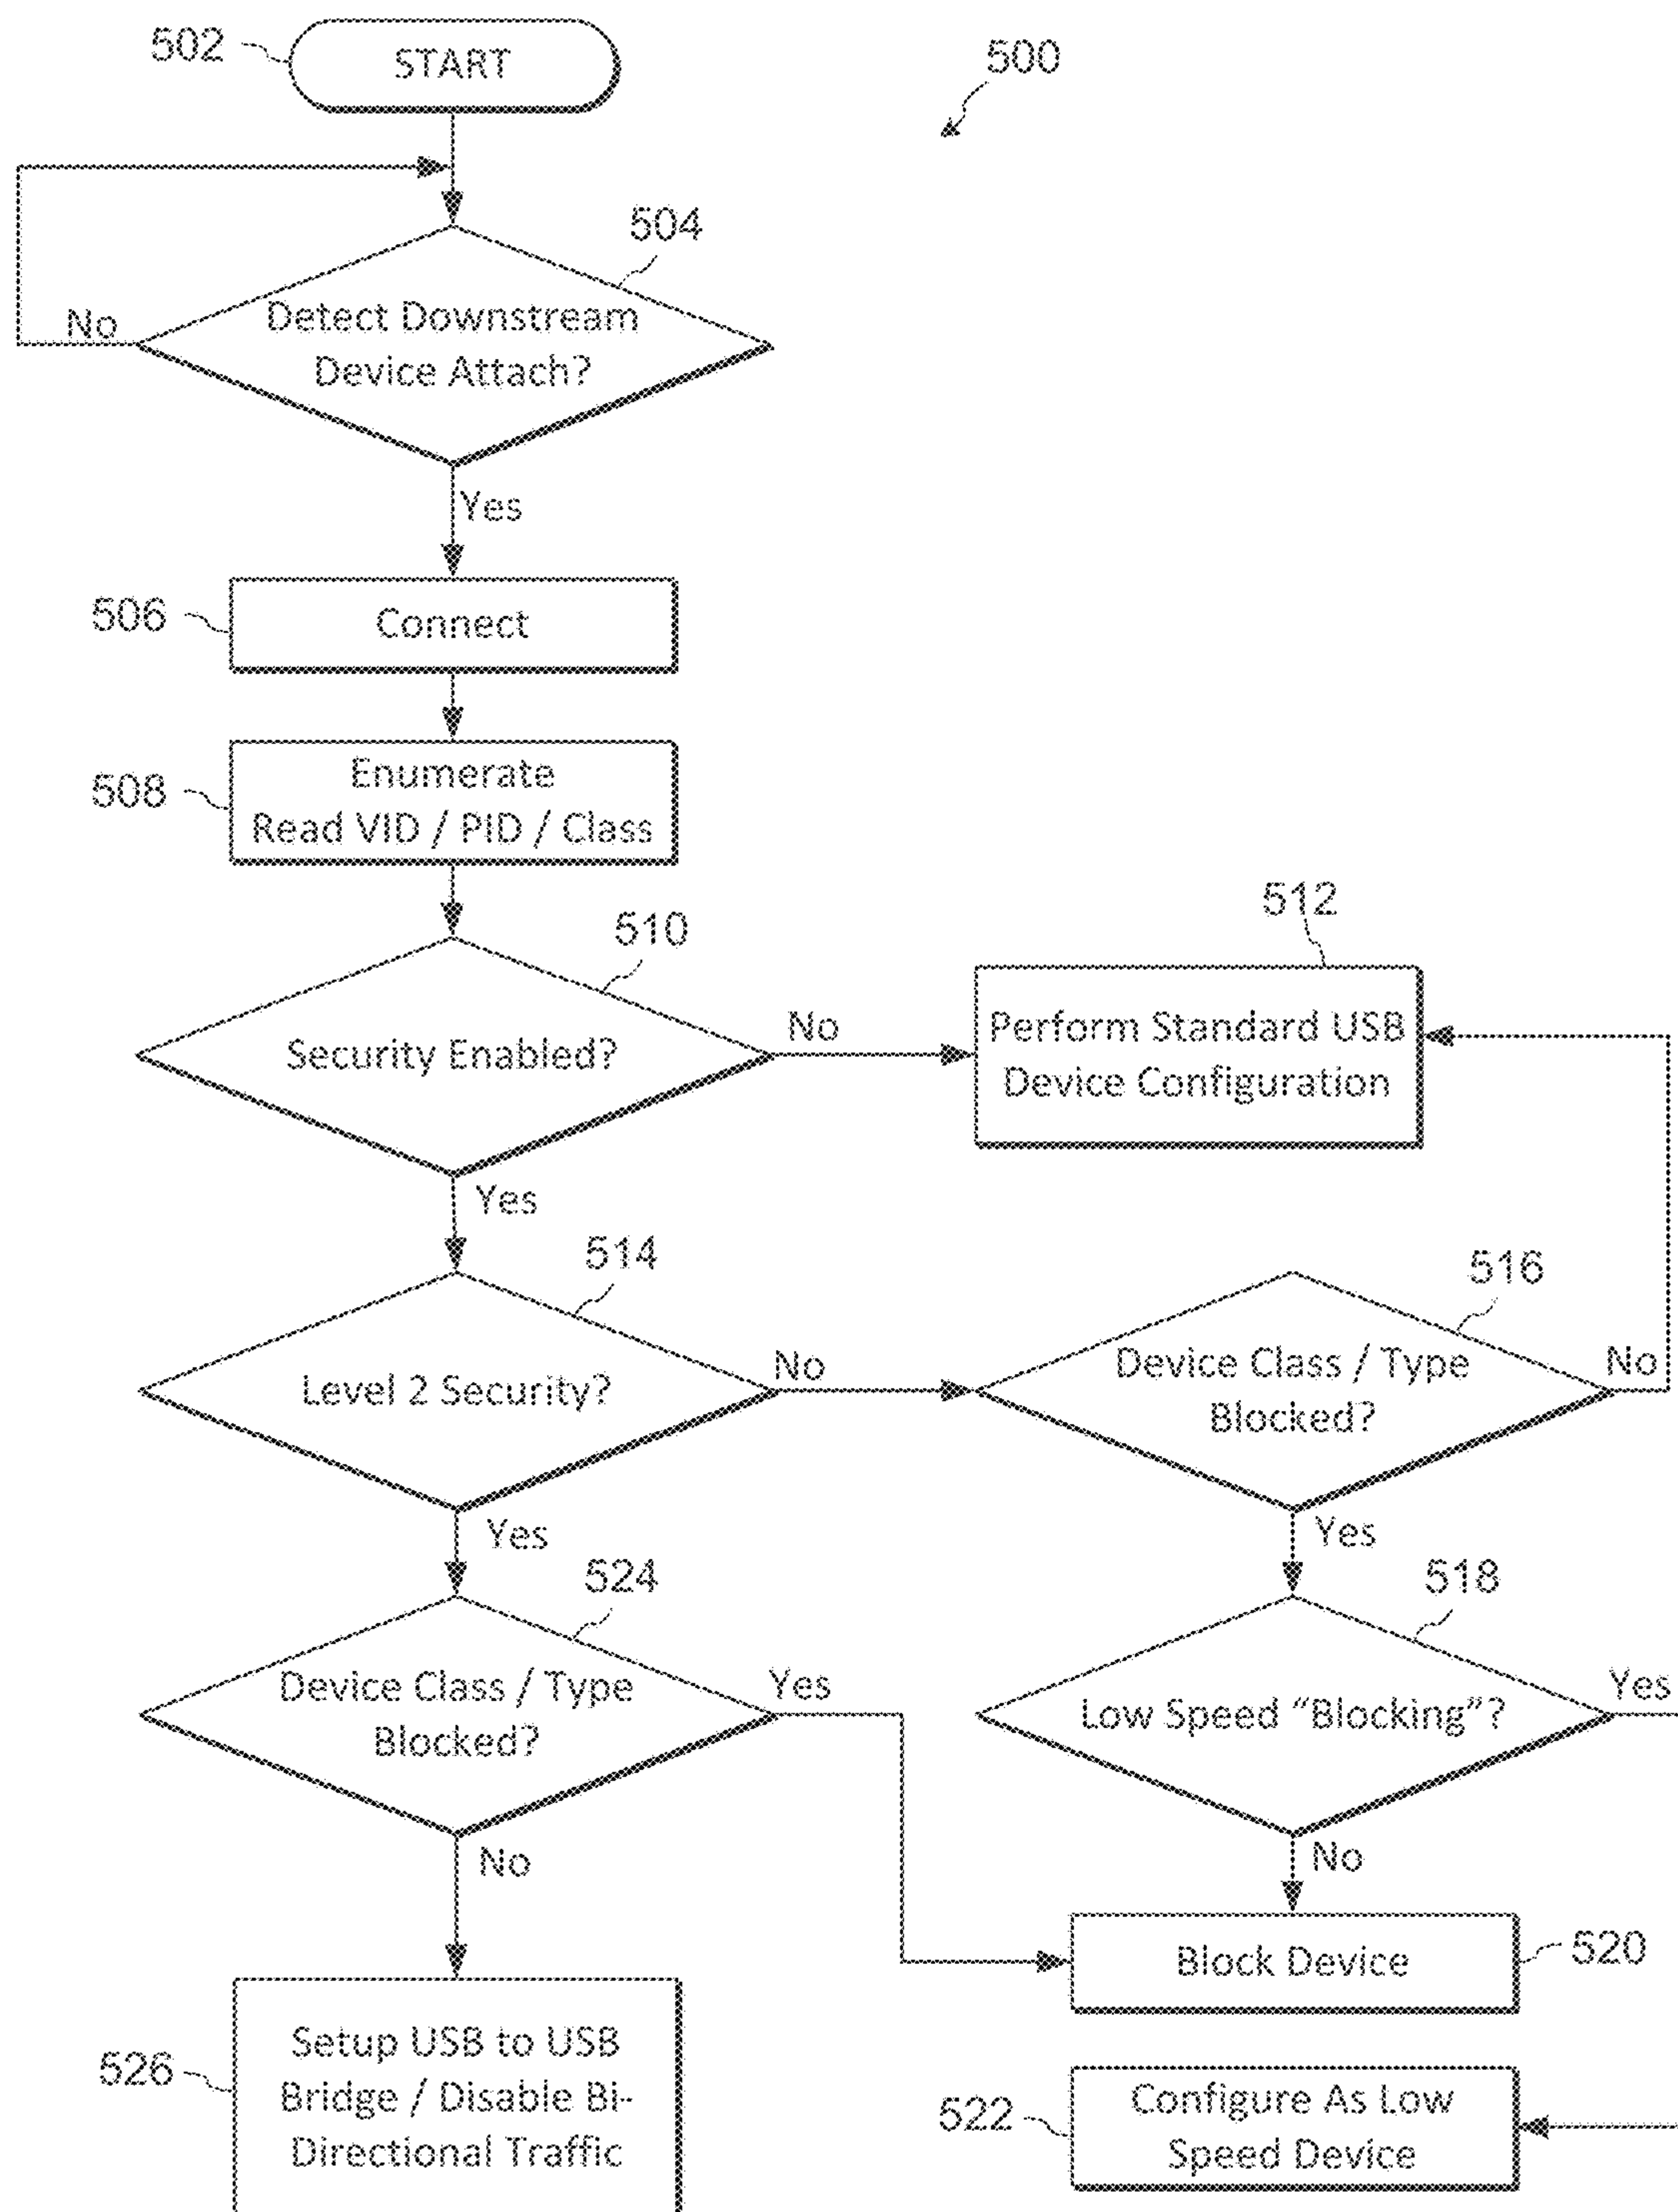 502
START
500
504
No
Detect Downstream
Device Attach?
Yes
506
Connect
508
Enumerate
Read VID / PID / Class
510
512
Security Enabled?
No
Perform Standard USB
Device Configuration
Yes
514
516
Level 2 Security?
No
Device Class / Type
Blocked?
No
Yes
Yes
524
518
Device Class / Type
Blocked?
Yes
Low Speed “Blocking”?
Yes
No
No
Block Device
520
526
Setup USB to USB
Bridge / Disable Bi-
Directional Traffic
522
Configure As Low
Speed Device